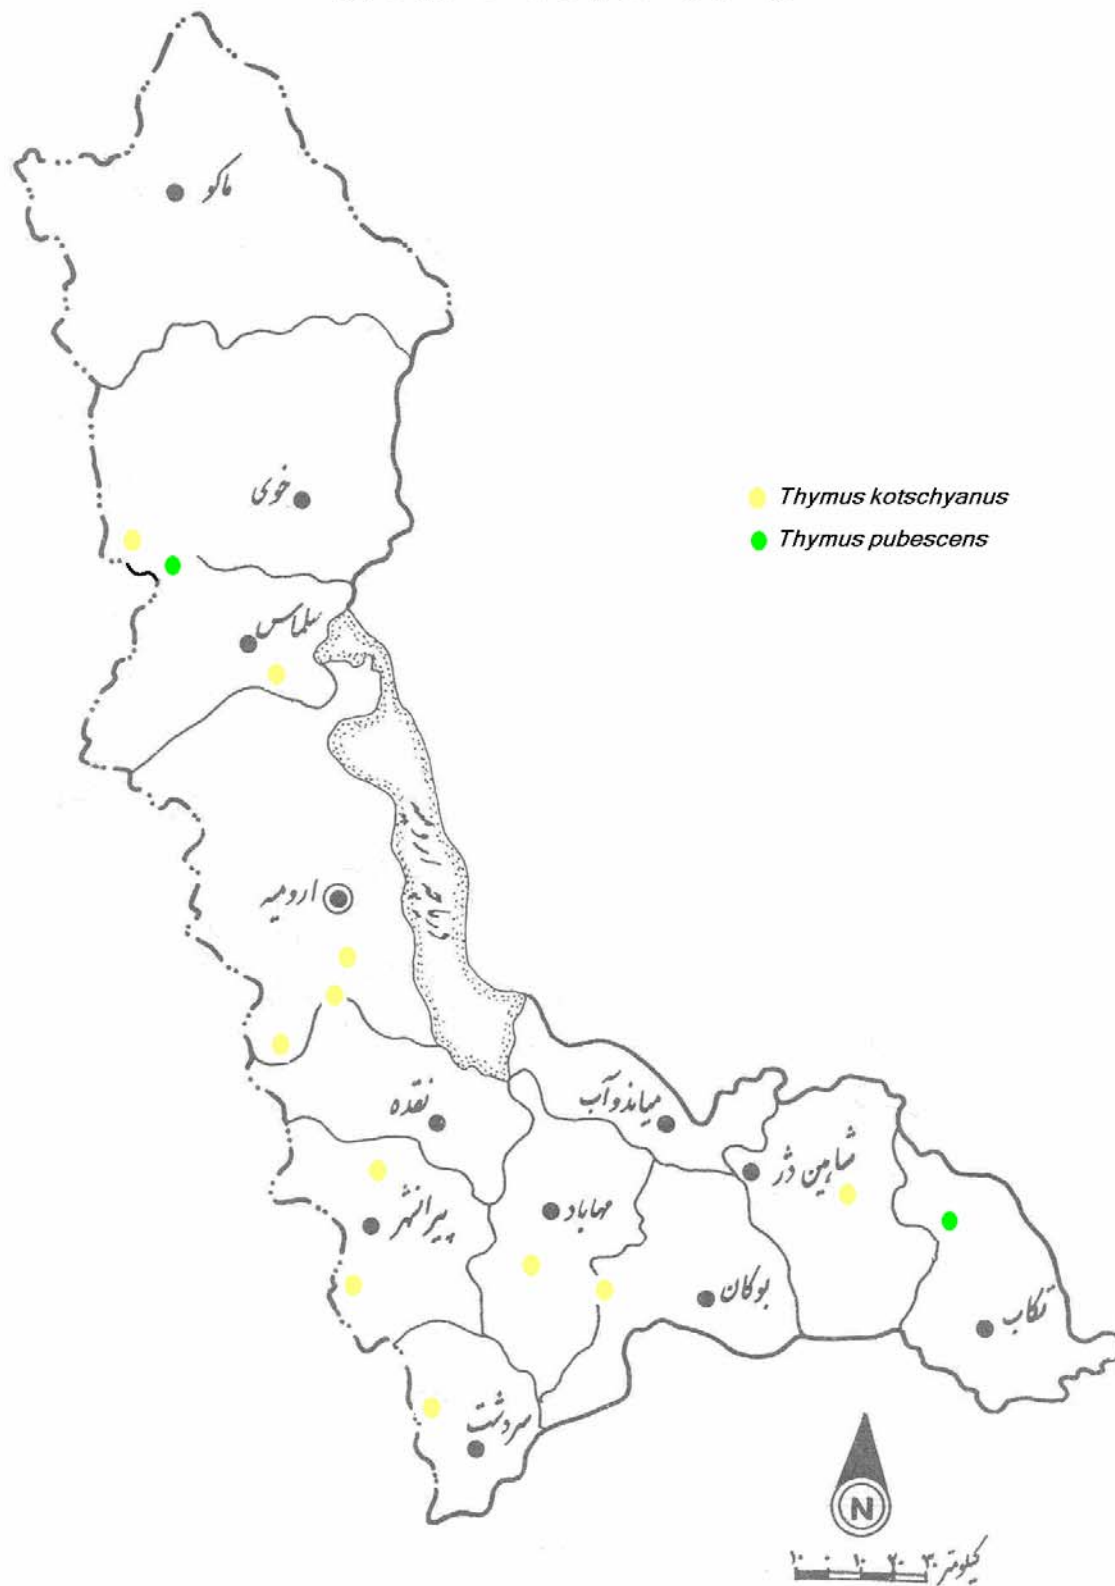 ماکو
خوی
Thymus kotschyanus
Thymus pubescens
سلماس
دریاچه ارومیه
ارومیه
نقده
میاندوآب
شاهین دژ
پیرانشهر
مهاباد
بوکان
تکاب
سردشت
N
۱۰ ۰ ۱۰ ۲۰ ۳۰ کیلومتر